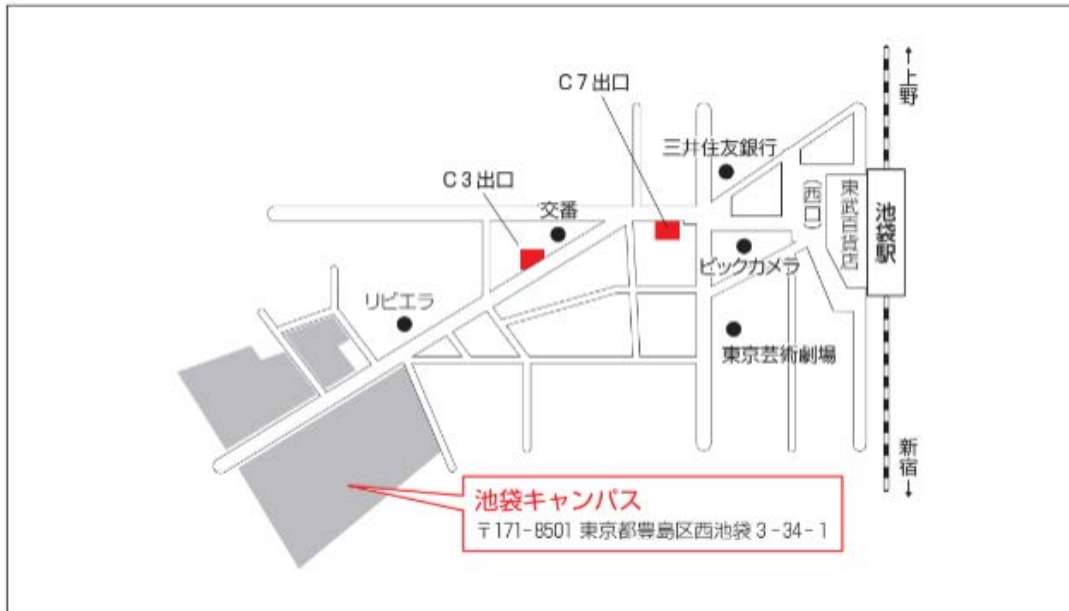 ↑上野
C7出口
三井住友銀行
C3出口
交番
(西口)
東武百貨店
池袋駅
ビックカメラ
リビエラ
東京芸術劇場
新宿↓
池袋キャンパス
〒171-8501 東京都豊島区西池袋3-34-1